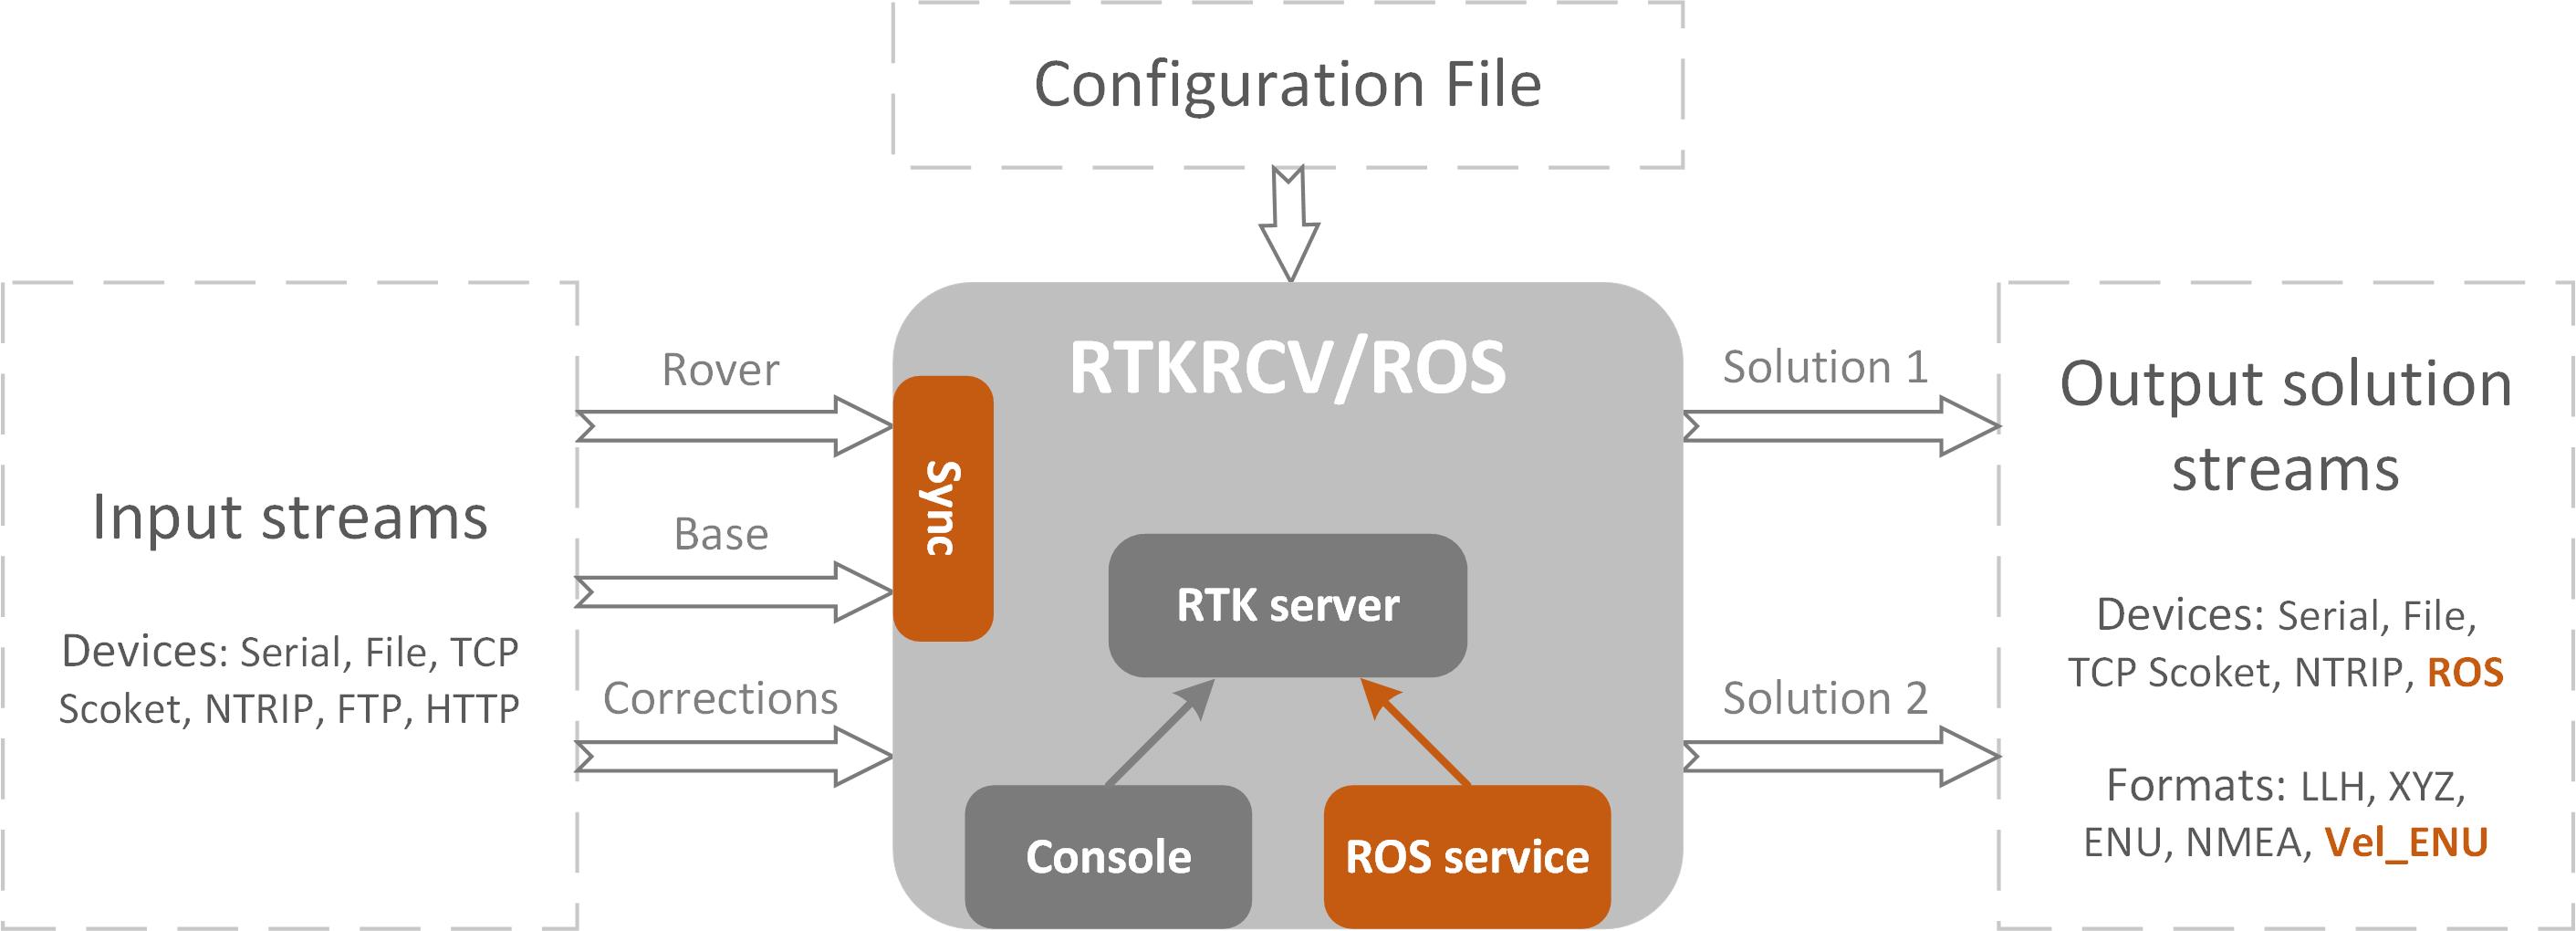 Configuration File
Input streams
Devices: Serial, File, TCP
Scoket, NTRIP, FTP, HTTP
Rover
Base
Corrections
Sync
RTKRCV/ROS
RTK server
Console
ROS service
Solution 1
Solution 2
Output solution
streams
Devices: Serial, File,
TCP Scoket, NTRIP, ROS
Formats: LLH, XYZ,
ENU, NMEA, Vel_ENU